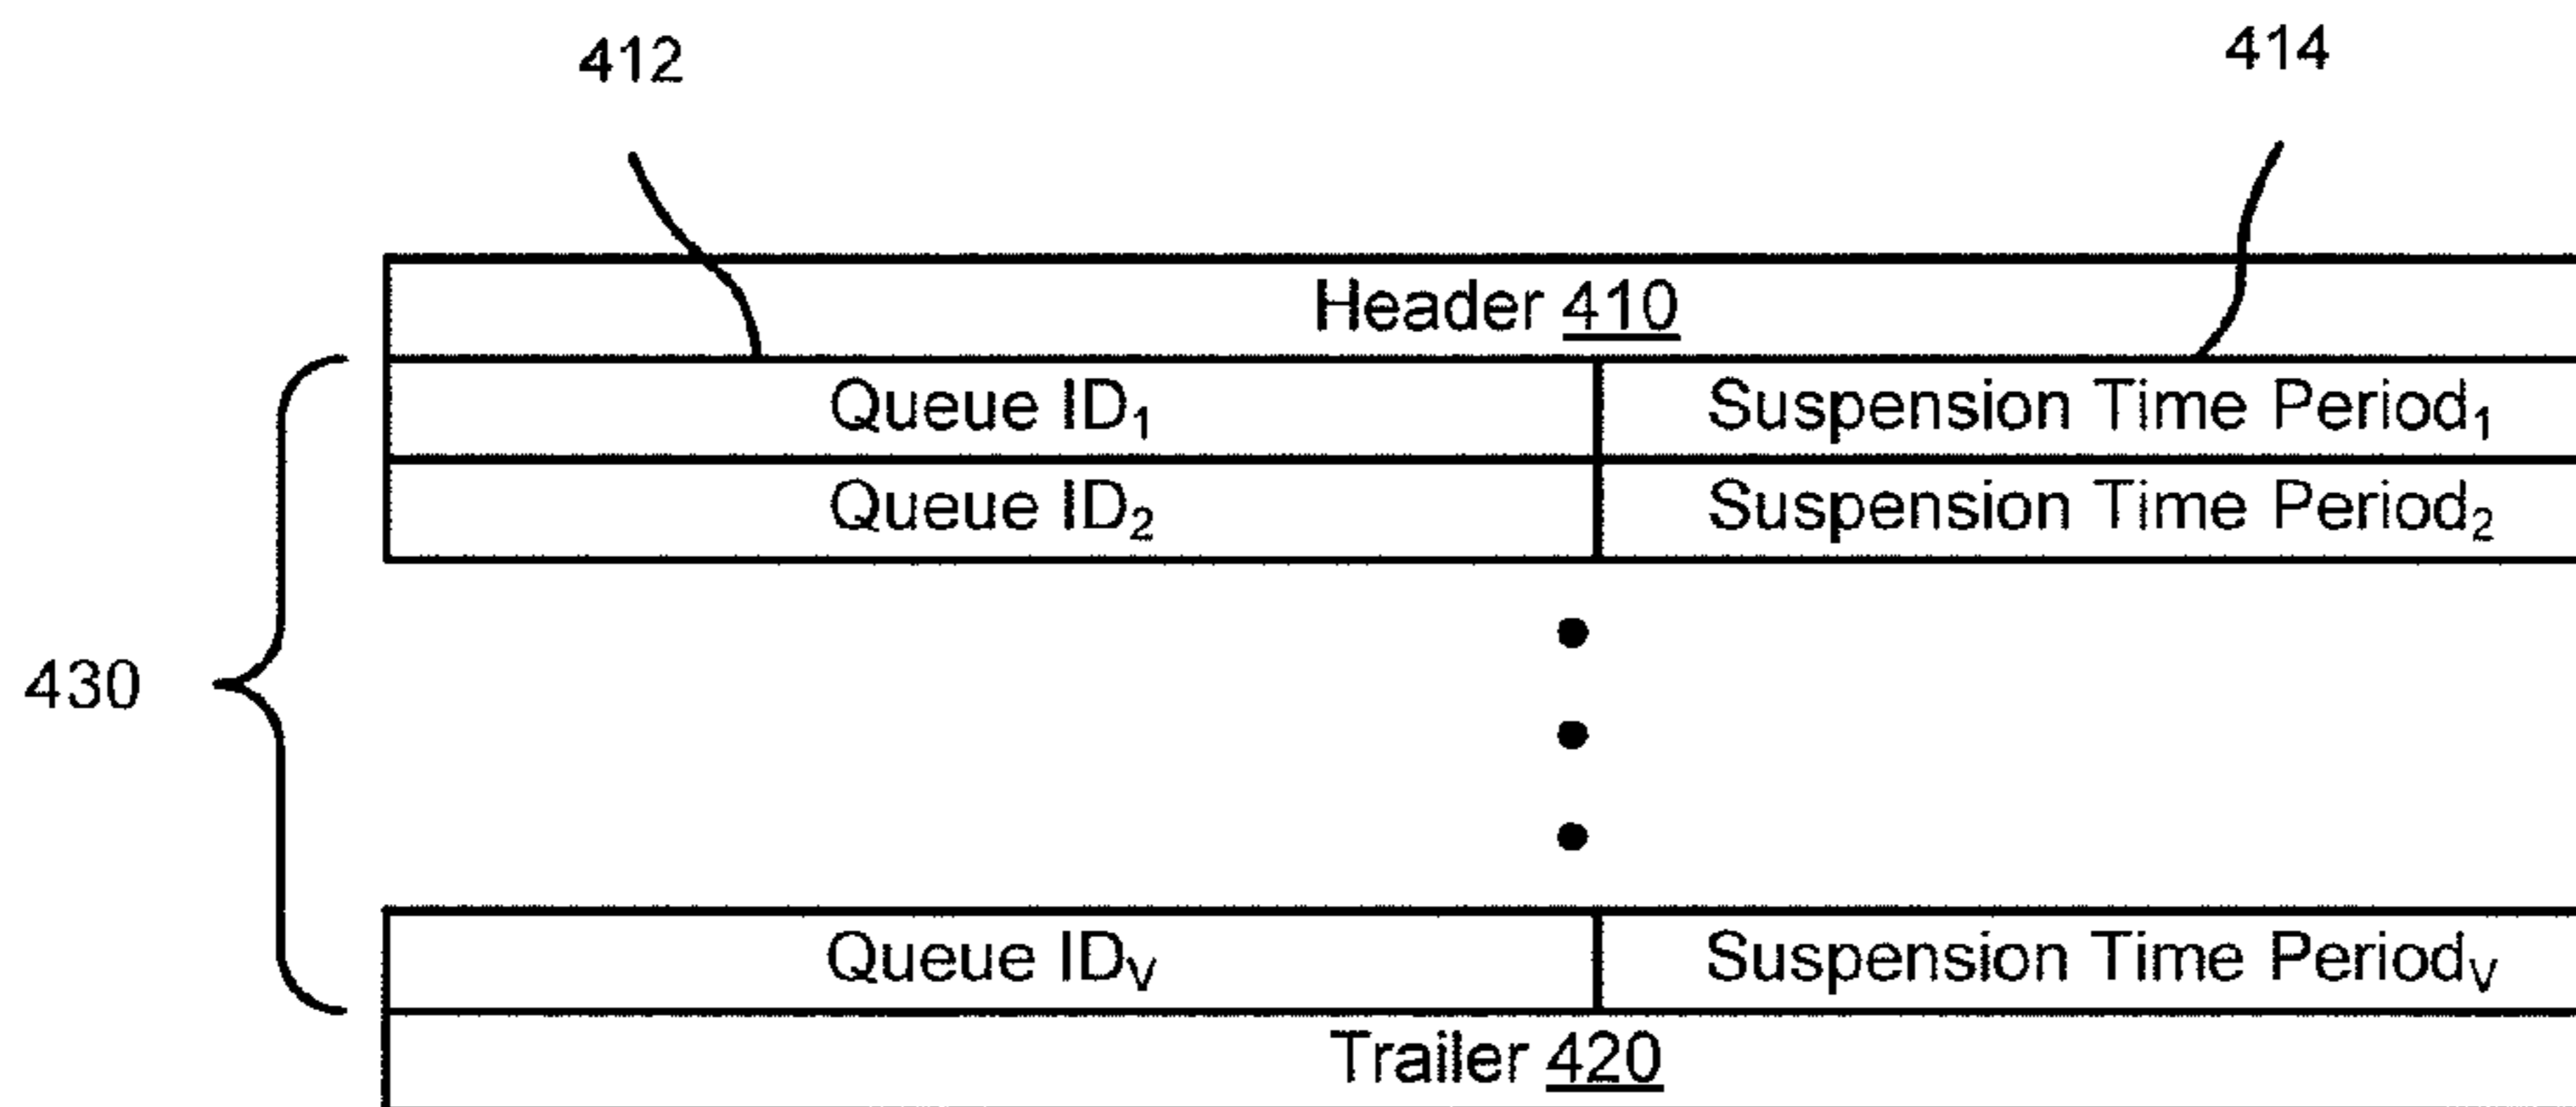 412
414
Header 410
Queue ID₁ Suspension Time Period₁
Queue ID₂ Suspension Time Period₂
430
Queue IDᵥ Suspension Time Periodᵥ
Trailer 420